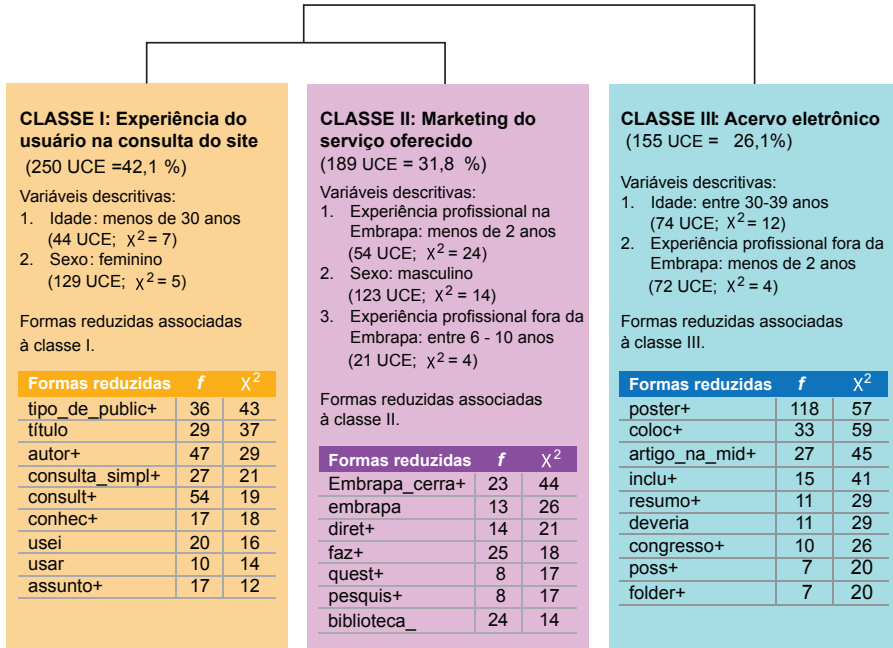 CLASSE I: Experiência do
usuário na consulta do site
(250 UCE =42,1 %)
Variáveis descritivas:
1. Idade: menos de 30 anos
(44 UCE; χ2 = 7)
2. Sexo: feminino
(129 UCE; χ2 = 5)
Formas reduzidas associadas
à classe I.
Formas reduzidas f χ2
tipo_de_public+ 36 43
título 29 37
autor+ 47 29
consulta_simpl+ 27 21
consult+ 54 19
conhec+ 17 18
usei 20 16
usar 10 14
assunto+ 17 12
CLASSE II: Marketing do
serviço oferecido
(189 UCE = 31,8 %)
Variáveis descritivas:
1. Experiência profissional na
Embrapa: menos de 2 anos
(54 UCE; χ2 = 24)
2. Sexo: masculino
(123 UCE; χ2 = 14)
3. Experiência profissional fora da
Embrapa: entre 6 - 10 anos
(21 UCE; χ2 = 4)
Formas reduzidas associadas
à classe II.
Formas reduzidas f χ2
Embrapa_cerra+ 23 44
embrapa 13 26
diret+ 14 21
faz+ 25 18
quest+ 8 17
pesquis+ 8 17
biblioteca_ 24 14
CLASSE III: Acervo eletrônico
(155 UCE = 26,1%)
Variáveis descritivas:
1. Idade: entre 30-39 anos
(74 UCE; χ2 = 12)
2. Experiência profissional fora da
Embrapa: menos de 2 anos
(72 UCE; χ2 = 4)
Formas reduzidas associadas
à classe III.
Formas reduzidas f χ2
poster+ 118 57
coloc+ 33 59
artigo_na_mid+ 27 45
inclu+ 15 41
resumo+ 11 29
deveria 11 29
congresso+ 10 26
poss+ 7 20
folder+ 7 20